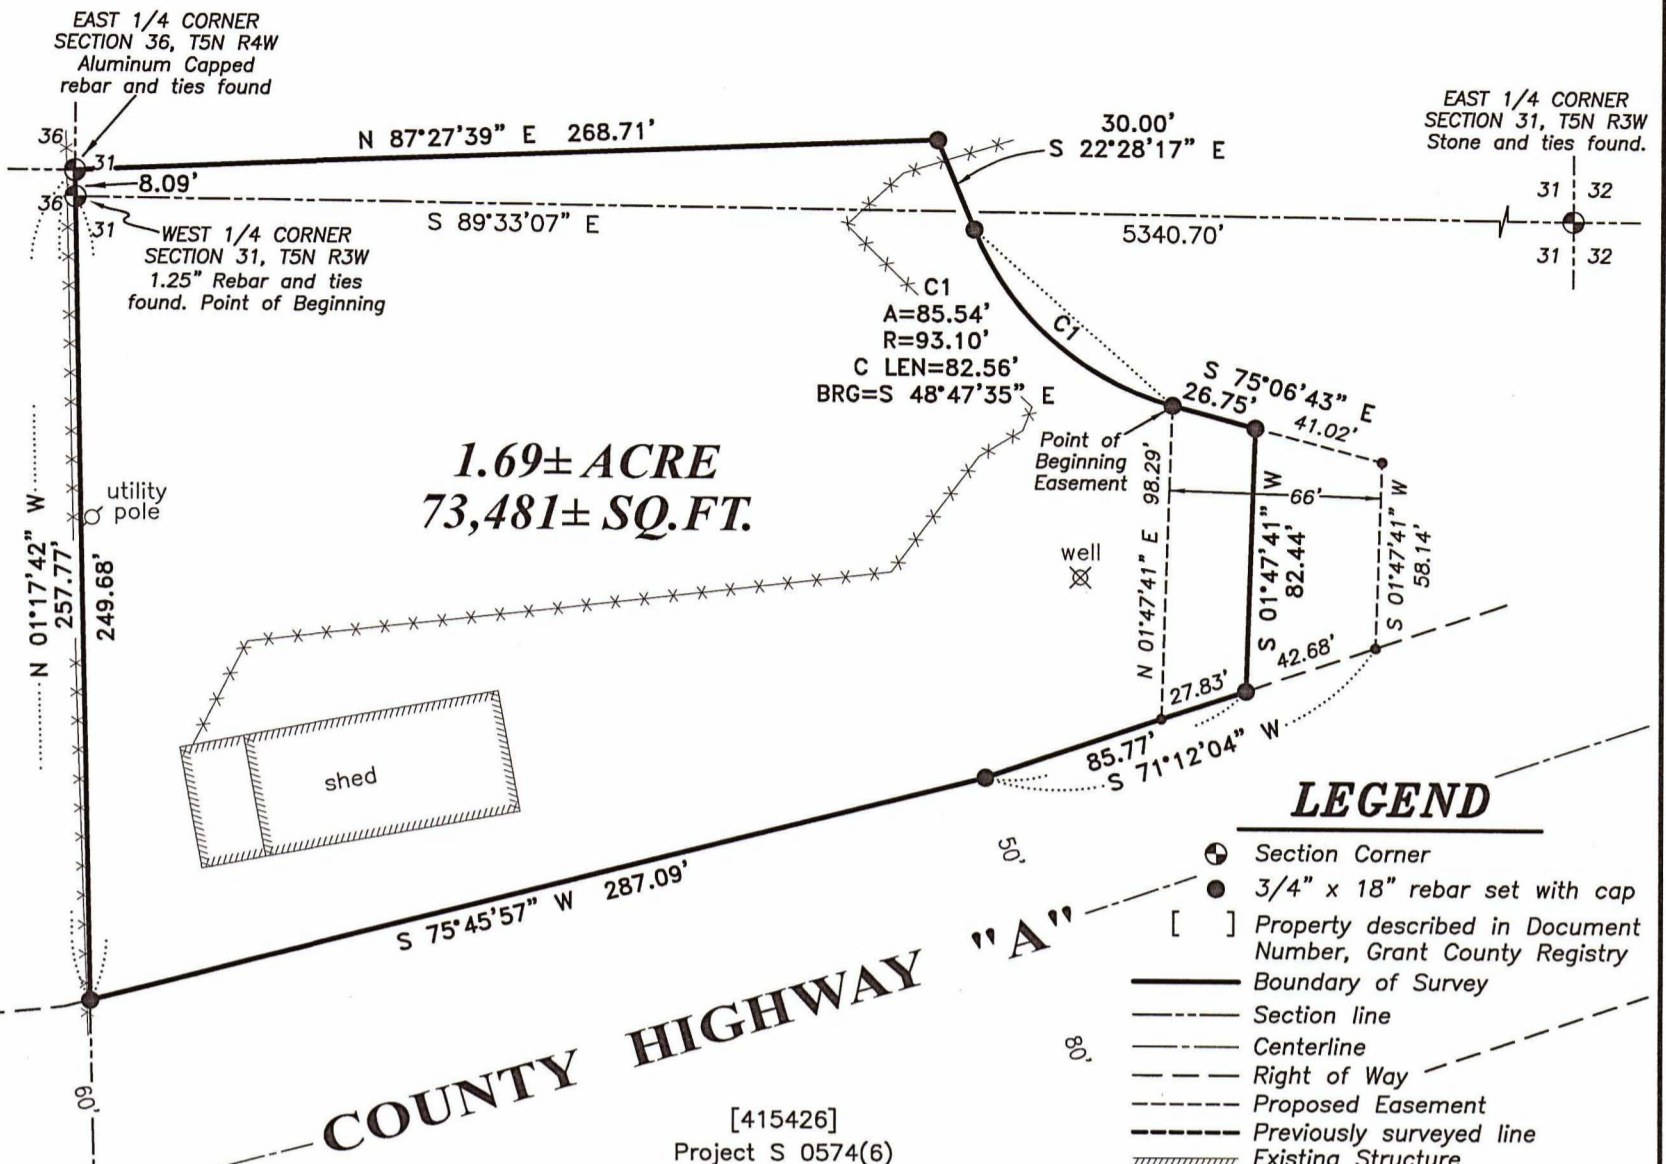 EAST 1/4 CORNER
SECTION 36, T5N R4W
Aluminum Capped
rebar and ties found
36
31
N 87°27'39" E 268.71'
30.00'
S 22°28'17" E
EAST 1/4 CORNER
SECTION 31, T5N R3W
Stone and ties found.
31 32
31 32
8.09'
36
31
S 89°33'07" E
5340.70'
WEST 1/4 CORNER
SECTION 31, T5N R3W
1.25" Rebar and ties
found. Point of Beginning
C1
A=85.54'
R=93.10'
C LEN=82.56'
BRG=S 48°47'35" E
C1
S 75°06'43" E
26.75'
41.02'
Point of
Beginning
Easement
1.69± ACRE
73,481± SQ.FT.
utility
pole
N 01°17'42" W
257.77'
249.68'
N 01°47'41" E 98.29'
66'
S 01°47'41" W
82.44'
S 01°47'41" W
58.14'
well
42.68'
27.83'
85.77'
S 71°12'04" W
shed
S 75°45'57" W 287.09'
50'
80'
60'
COUNTY HIGHWAY "A"
[415426]
Project S 0574(6)
LEGEND
Section Corner
3/4" x 18" rebar set with cap
[ ] Property described in Document
Number, Grant County Registry
Boundary of Survey
Section line
Centerline
Right of Way
Proposed Easement
Previously surveyed line
Existing Structure